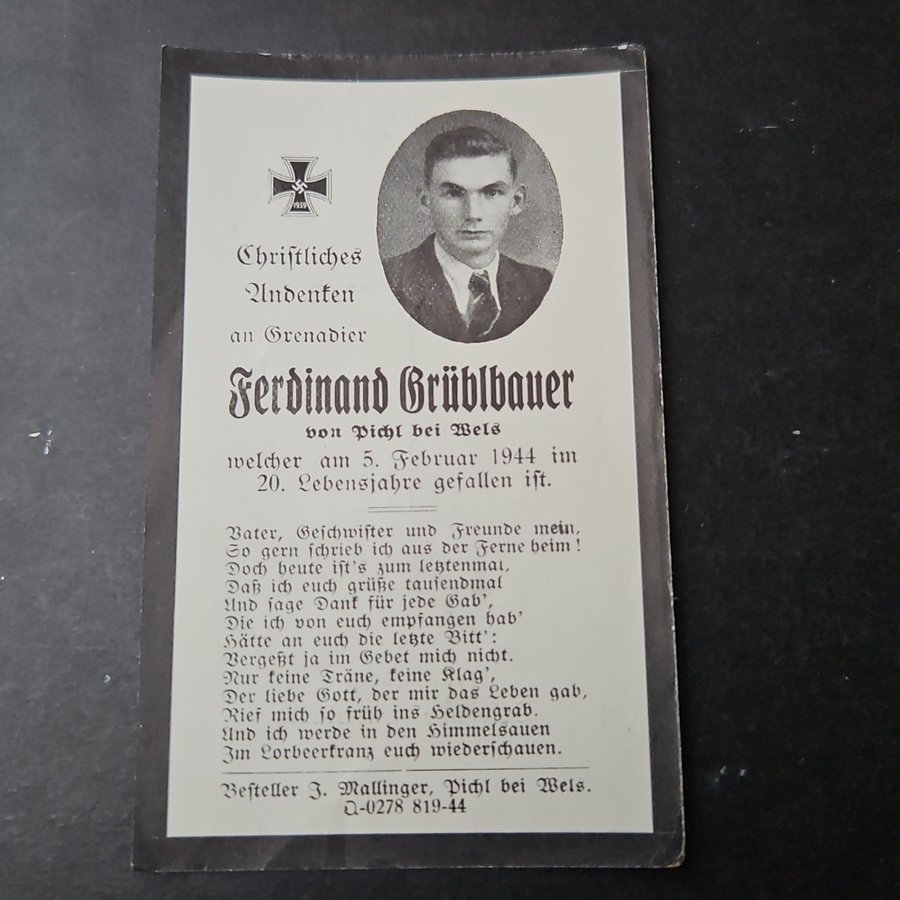 1939
Christliches
Andenken
an Grenadier
Ferdinand Grüblbauer
von Pichl bei Wels
welcher am 5. Februar 1944 im
20. Lebensjahre gefallen ist.
Vater, Geschwister und Freunde mein,
So gern schrieb ich aus der Ferne heim!
Doch heute ist's zum letztenmal,
Daß ich euch grüße tausendmal
Und sage Dank für jede Gab',
Die ich von euch empfangen hab'
Hätte an euch die letzte Bitt':
Vergeßt ja im Gebet mich nicht.
Nur keine Träne, keine Klag',
Der liebe Gott, der mir das Leben gab,
Rief mich so früh ins Heldengrab.
Und ich werde in den Himmelsauen
Im Lorbeerkranz euch wiederschauen.
Besteller J. Mallinger, Pichl bei Wels.
Q-0278 819-44